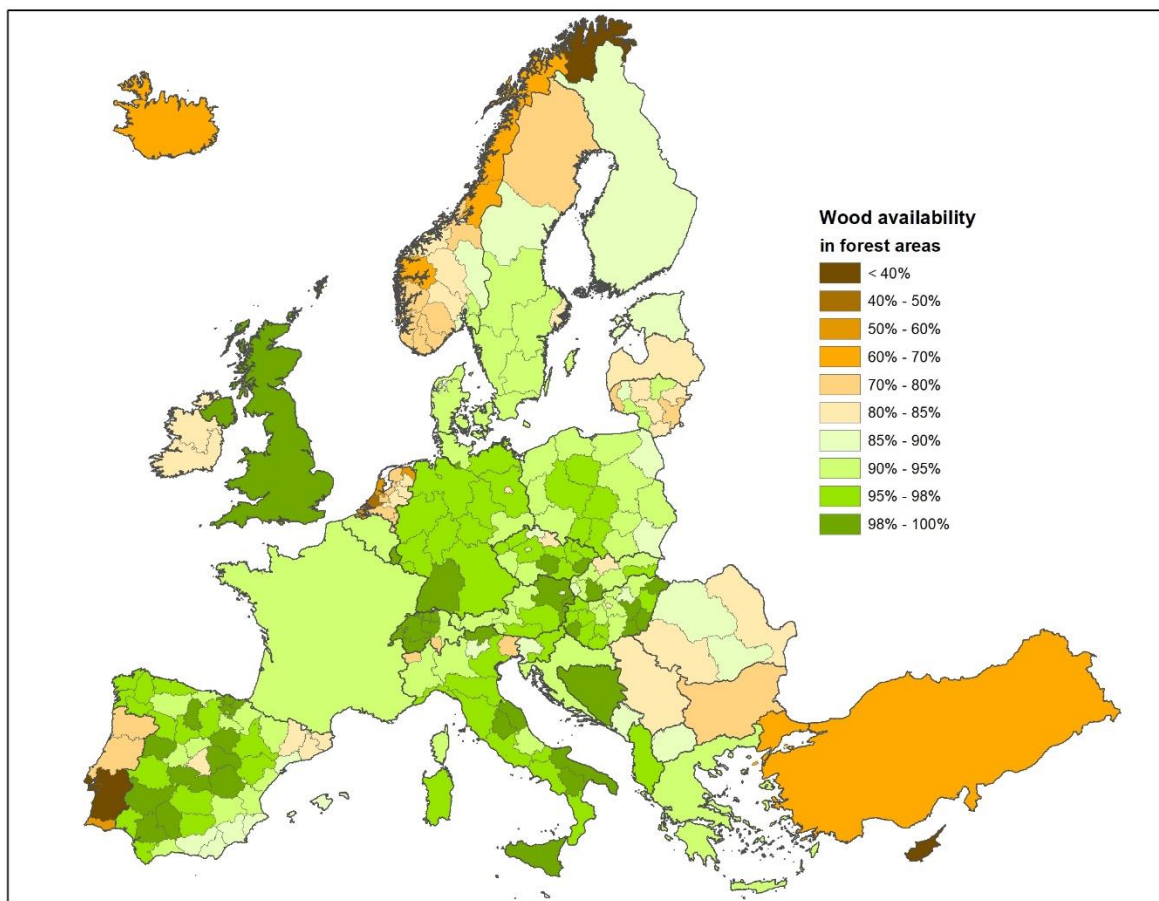 Wood availability
in forest areas
< 40%
40% - 50%
50% - 60%
60% - 70%
70% - 80%
80% - 85%
85% - 90%
90% - 95%
95% - 98%
98% - 100%